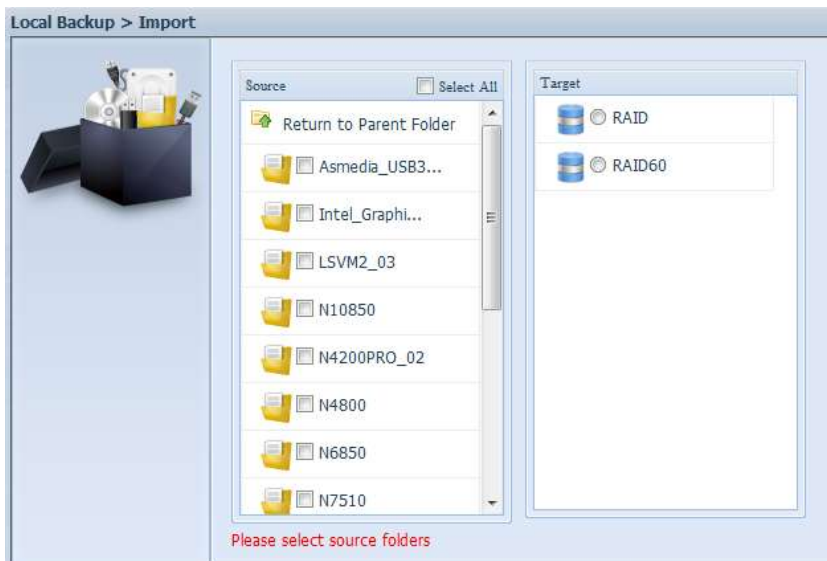 Local Backup > Import
Source
Select All
Return to Parent Folder
Asmedia_USB3...
Intel_Graphi...
LSVM2_03
N10850
N4200PRO_02
N4800
N6850
N7510
Target
RAID
RAID60
Please select source folders